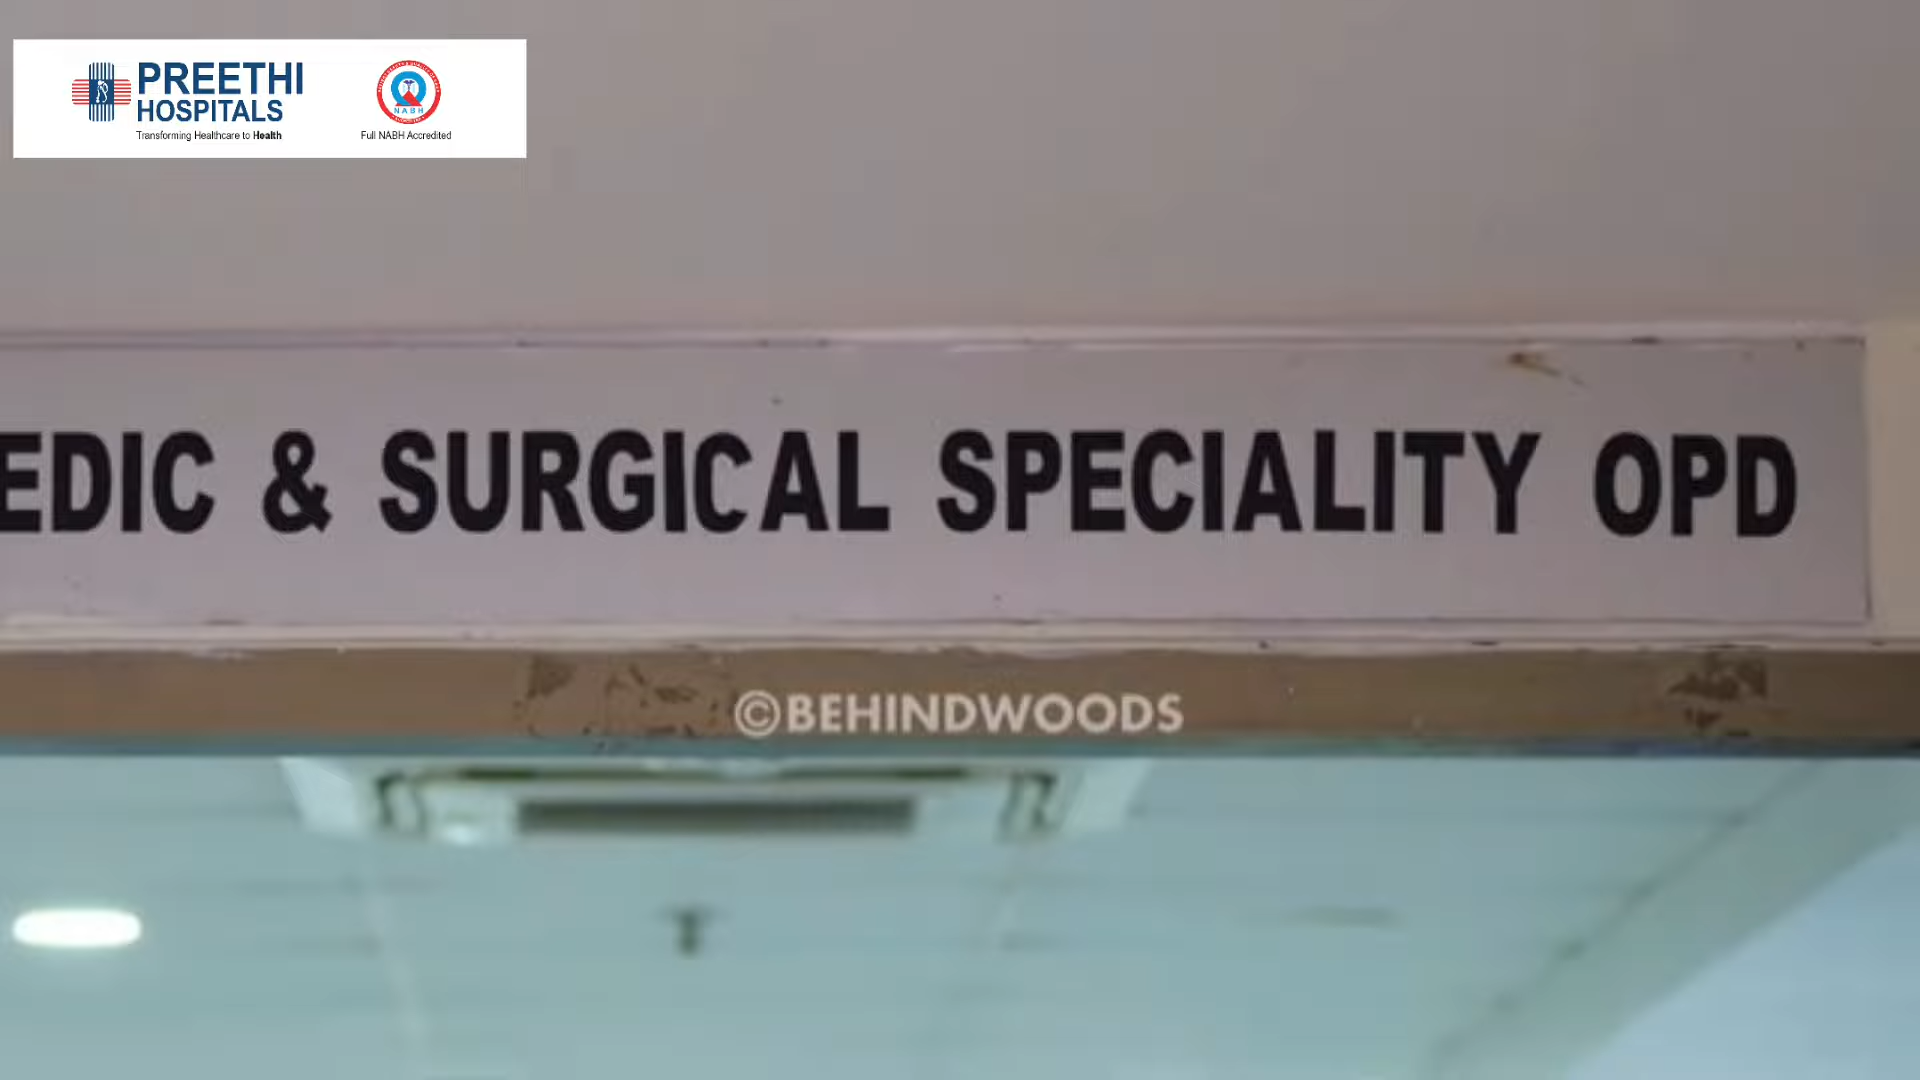 PREETHI
HOSPITALS
Transforming Healthcare to Health
NABH
Full NABH Accredited
EDIC & SURGICAL SPECIALITY OPD
©BEHINDWOODS